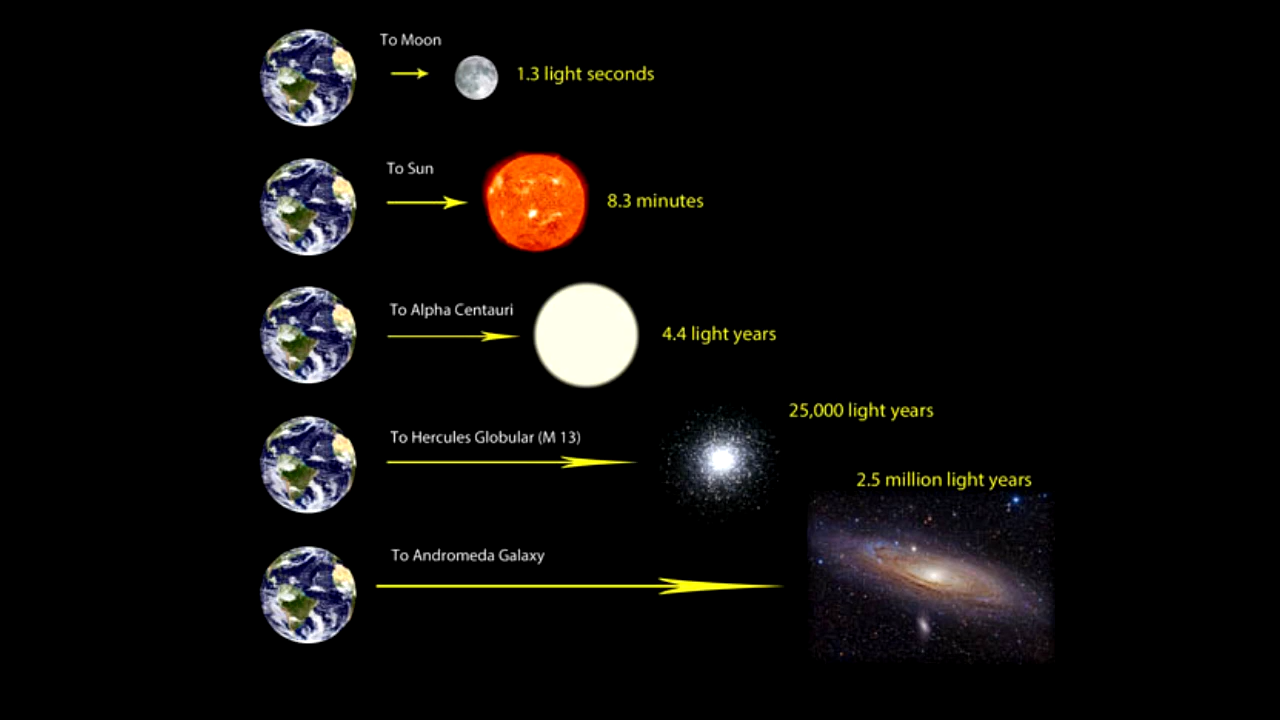 To Moon
1.3 light seconds
To Sun
8.3 minutes
To Alpha Centauri
4.4 light years
25,000 light years
To Hercules Globular (M 13)
2.5 million light years
To Andromeda Galaxy